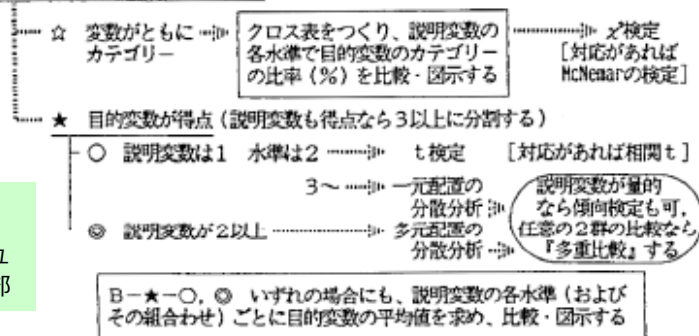 ☆ 変数がともに
カテゴリー
クロス表をつくり、説明変数の
各水準で目的変数のカテゴリー
の比率(%)を比較・図示する
χ²検定
[対応があれば
McNemarの検定]
★ 目的変数が得点(説明変数も得点なら3以上に分割する)
○ 説明変数は1 水準は2 t検定 [対応があれば相関t]
3〜 一元配置の
分散分析
◎ 説明変数が2以上 多元配置の
分散分析
説明変数が量的
なら傾向検定も可,
任意の2群の比較なら
『多重比較』する
ュ
部
B-★-○, ◎ いずれの場合にも、説明変数の各水準(および
その組合わせ)ごとに目的変数の平均値を求め、比較・図示する